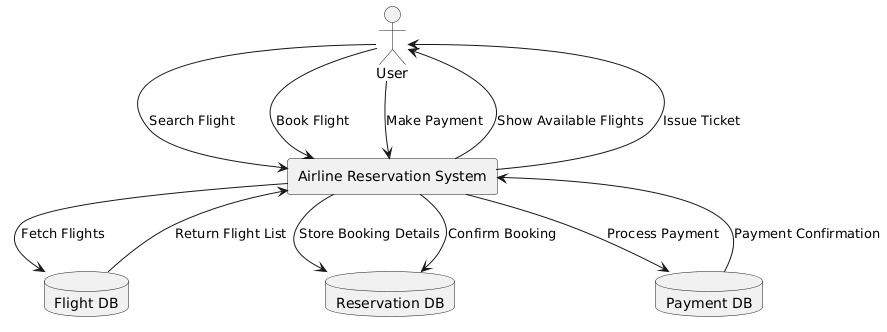 User
Search Flight
Book Flight
Make Payment
Show Available Flights
Issue Ticket
Airline Reservation System
Fetch Flights
Return Flight List
Store Booking Details
Confirm Booking
Process Payment
Payment Confirmation
Flight DB
Reservation DB
Payment DB